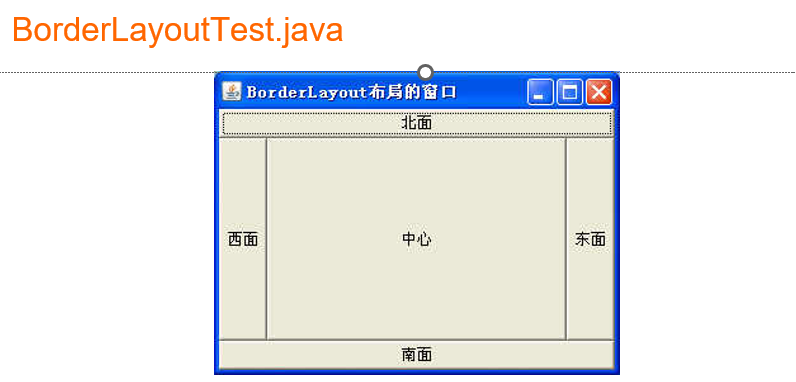 BorderLayoutTest.java
BorderLayout布局的窗口
北面
西面
中心
东面
南面